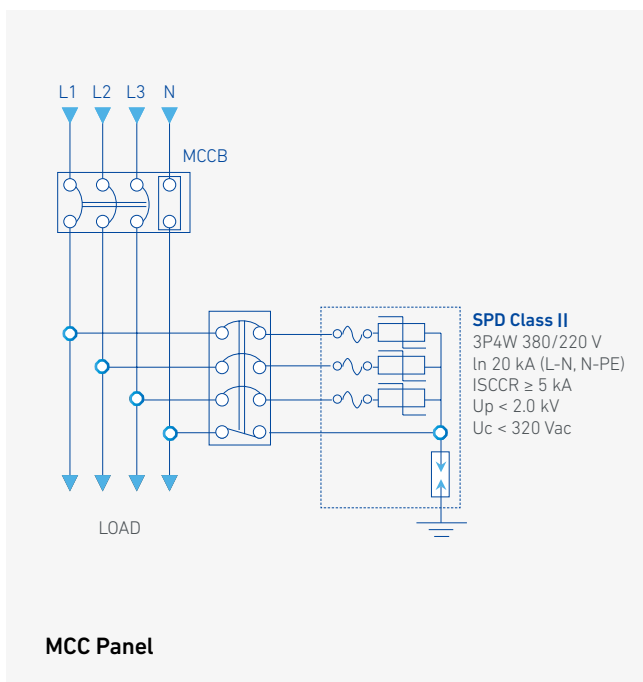 L1 L2 L3 N
MCCB
SPD Class II
3P4W 380/220 V
ln 20 kA (L-N, N-PE)
ISCCR ≥ 5 kA
Up < 2.0 kV
Uc < 320 Vac
LOAD
MCC Panel